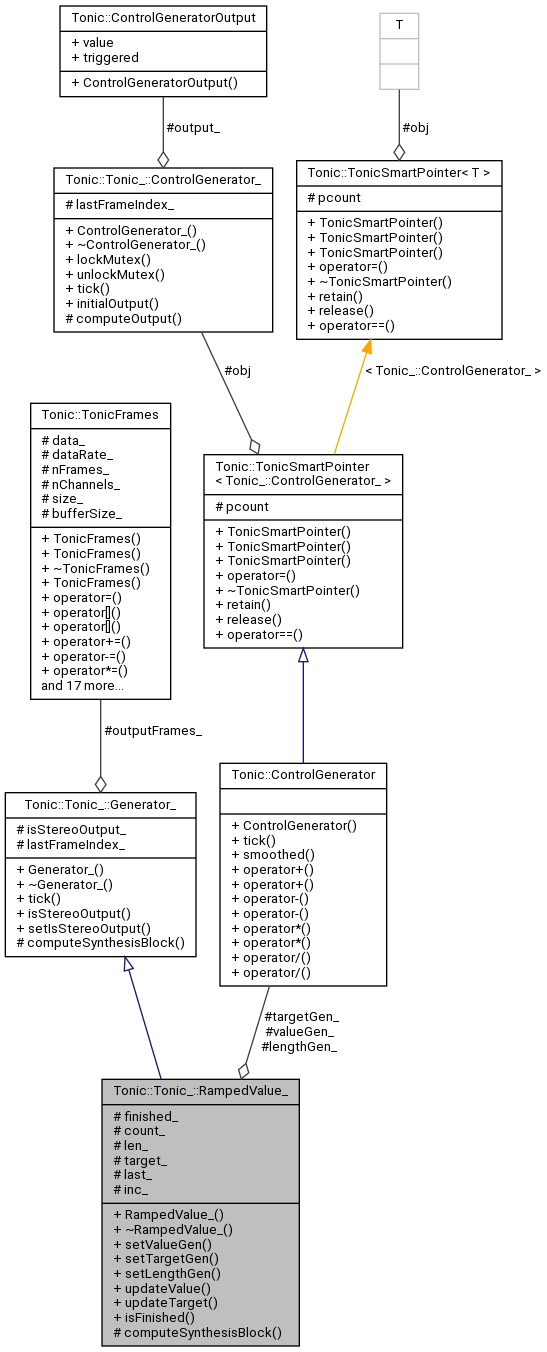 Tonic::ControlGeneratorOutput
+ value
+ triggered
+ ControlGeneratorOutput()
T
#output_
#obj
Tonic::Tonic_::ControlGenerator_
# lastFrameIndex_
+ ControlGenerator_()
+ ~ControlGenerator_()
+ lockMutex()
+ unlockMutex()
+ tick()
+ initialOutput()
# computeOutput()
Tonic::TonicSmartPointer< T >
# pcount
+ TonicSmartPointer()
+ TonicSmartPointer()
+ TonicSmartPointer()
+ operator=()
+ ~TonicSmartPointer()
+ retain()
+ release()
+ operator==()
#obj
< Tonic_::ControlGenerator_ >
Tonic::TonicFrames
# data_
# dataRate_
# nFrames_
# nChannels_
# size_
# bufferSize_
+ TonicFrames()
+ TonicFrames()
+ ~TonicFrames()
+ TonicFrames()
+ operator=()
+ operator[]()
+ operator[]()
+ operator+=()
+ operator-=()
+ operator*=()
and 17 more...
Tonic::TonicSmartPointer
< Tonic_::ControlGenerator_ >
# pcount
+ TonicSmartPointer()
+ TonicSmartPointer()
+ TonicSmartPointer()
+ operator=()
+ ~TonicSmartPointer()
+ retain()
+ release()
+ operator==()
#outputFrames_
Tonic::Tonic_::Generator_
# isStereoOutput_
# lastFrameIndex_
+ Generator_()
+ ~Generator_()
+ tick()
+ isStereoOutput()
+ setIsStereoOutput()
# computeSynthesisBlock()
Tonic::ControlGenerator
+ ControlGenerator()
+ tick()
+ smoothed()
+ operator+()
+ operator+()
+ operator-()
+ operator-()
+ operator*()
+ operator*()
+ operator/()
+ operator/()
#targetGen_
#valueGen_
#lengthGen_
Tonic::Tonic_::RampedValue_
# finished_
# count_
# len_
# target_
# last_
# inc_
+ RampedValue_()
+ ~RampedValue_()
+ setValueGen()
+ setTargetGen()
+ setLengthGen()
+ updateValue()
+ updateTarget()
+ isFinished()
# computeSynthesisBlock()